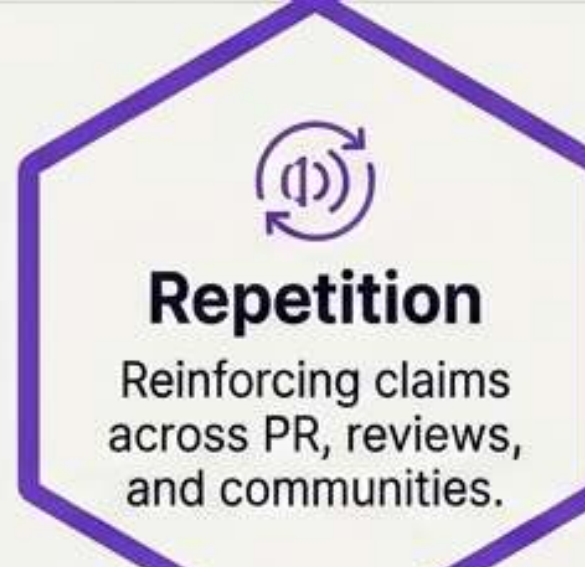 Repetition
Reinforcing claims
across PR, reviews,
and communities.